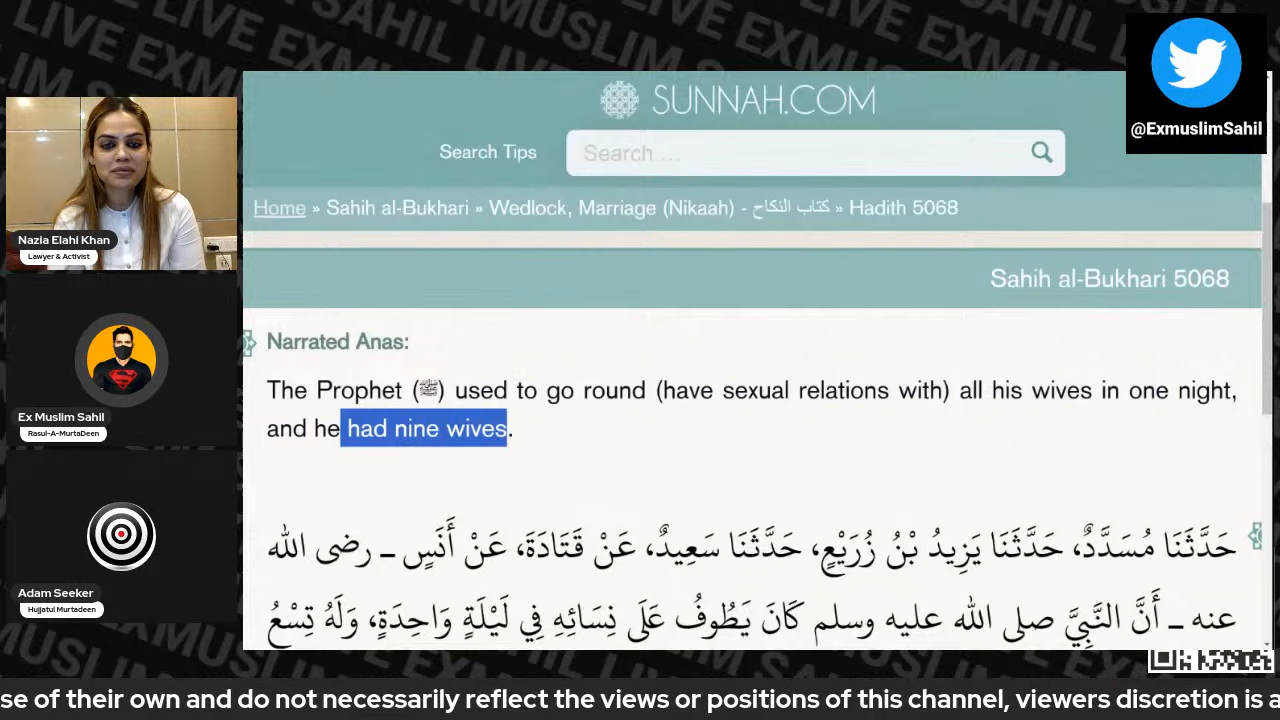 @ExmuslimSahil
SUNNAH.COM
Search Tips
Search ...
Home » Sahih al-Bukhari » Wedlock, Marriage (Nikaah) - كتاب النكاح » Hadith 5068
Sahih al-Bukhari 5068
Narrated Anas:
The Prophet (ﷺ) used to go round (have sexual relations with) all his wives in one night,
and he had nine wives.
حَدَّثَنَا مُسَدَّدٌ، حَدَّثَنَا يَزِيدُ بْنُ زُرَيْعٍ، حَدَّثَنَا سَعِيدٌ، عَنْ قَتَادَةَ، عَنْ أَنَسٍ ـ رضى الله
عنه ـ أَنَّ النَّبِيَّ صلى الله عليه وسلم كَانَ يَطُوفُ عَلَى نِسَائِهِ فِي لَيْلَةٍ وَاحِدَةٍ، وَلَهُ تِسْعُ
Nazia Elahi Khan
Lawyer & Activist
Ex Muslim Sahil
Rasul-A-MurtaDeen
Adam Seeker
Hujjatul Murtadeen
se of their own and do not necessarily reflect the views or positions of this channel, viewers discretion is a